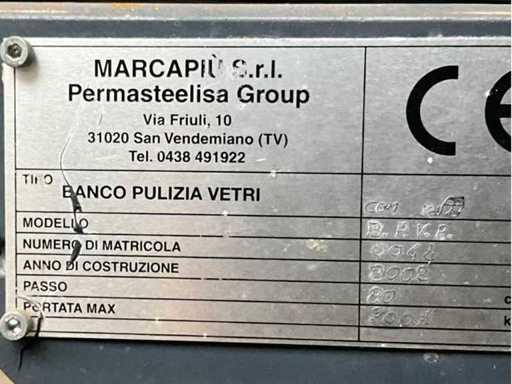 MARCAPIÙ S.r.l.
Permasteelisa Group
Via Friuli, 10
31020 San Vendemiano (TV)
Tel. 0438 491922
CE
TIPO BANCO PULIZIA VETRI
MODELLO B.P.V.R.
NUMERO DI MATRICOLA
ANNO DI COSTRUZIONE 2002
PASSO
PORTATA MAX